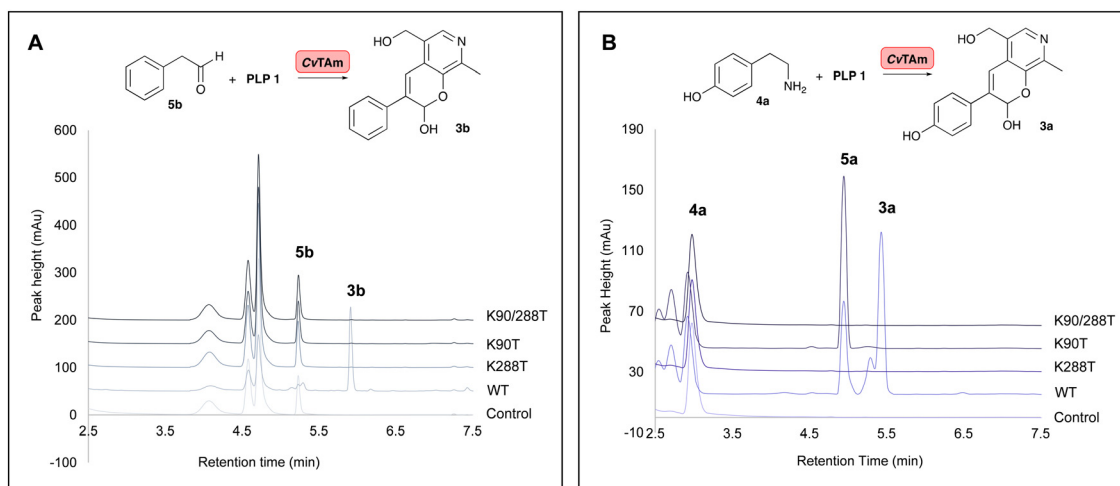 A
CvTAm
H
O
5b
+ PLP 1
HO
N
O
OH
3b
600
500
400
300
200
100
0
-100
Peak height (mAu)
5b
3b
K90/288T
K90T
K288T
WT
Control
2.5 3.5 4.5 5.5 6.5 7.5
Retention time (min)
B
CvTAm
HO
NH2
4a
+ PLP 1
HO
N
O
HO
OH
3a
190
150
110
70
30
-10
Peak Height (mAu)
4a
5a
3a
K90/288T
K90T
K288T
WT
Control
2.5 3.5 4.5 5.5 6.5 7.5
Retention Time (min)